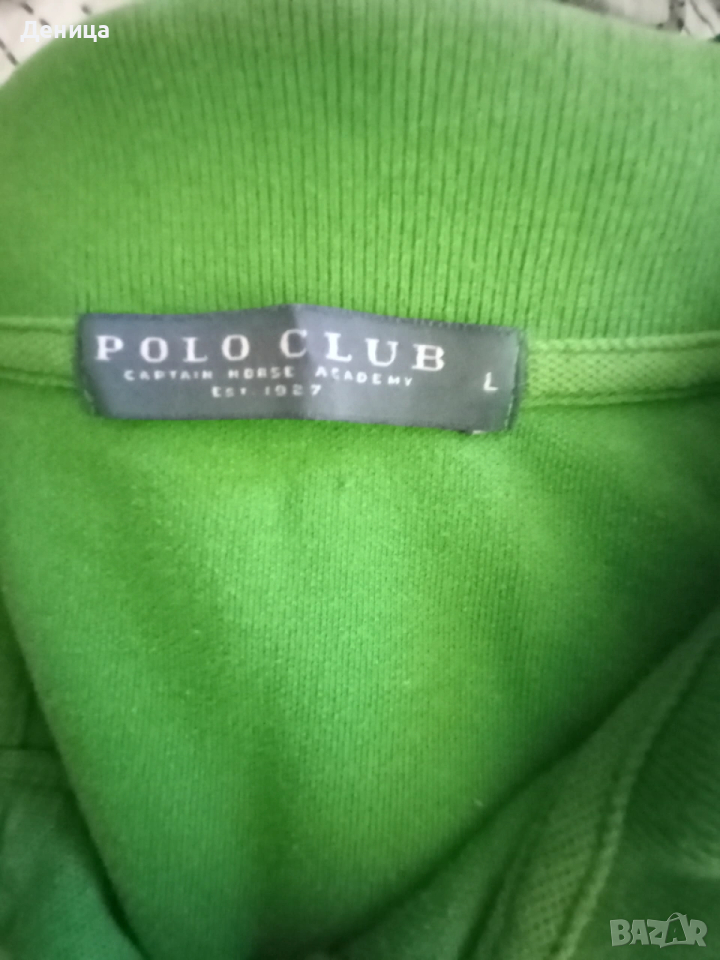 Деница
POLO CLUB
CAPTAIN HORSE ACADEMY
EST. 1927
L
BAZAR